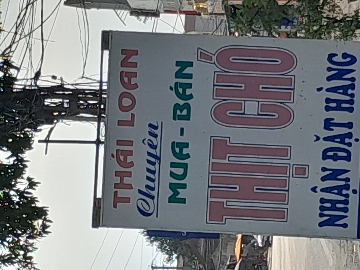 THÁI LOAN
Chuyên
MUA - BÁN
THỊT CHÓ
NHẬN ĐẶT HÀNG